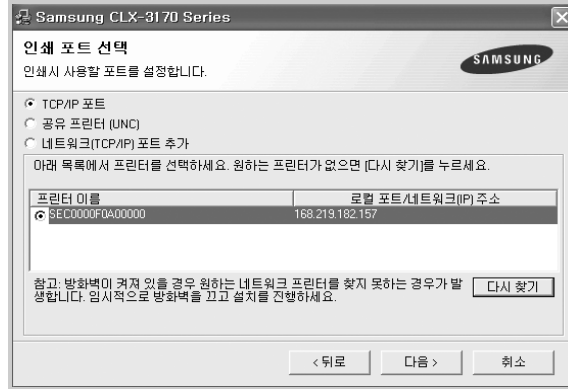 Samsung CLX-3170 Series
인쇄 포트 선택
인쇄시 사용할 포트를 설정합니다.
SAMSUNG
TCP/IP 포트
공유 프린터 (UNC)
네트워크(TCP/IP) 포트 추가
아래 목록에서 프린터를 선택하세요. 원하는 프린터가 없으면 [다시 찾기]를 누르세요.
프린터 이름 로컬 포트/네트워크(IP) 주소
SEC0000F0A00000 168.219.182.157
참고: 방화벽이 켜져 있을 경우 원하는 네트워크 프린터를 찾지 못하는 경우가 발
생합니다. 임시적으로 방화벽을 끄고 설치를 진행하세요.
다시 찾기
< 뒤로 다음 > 취소